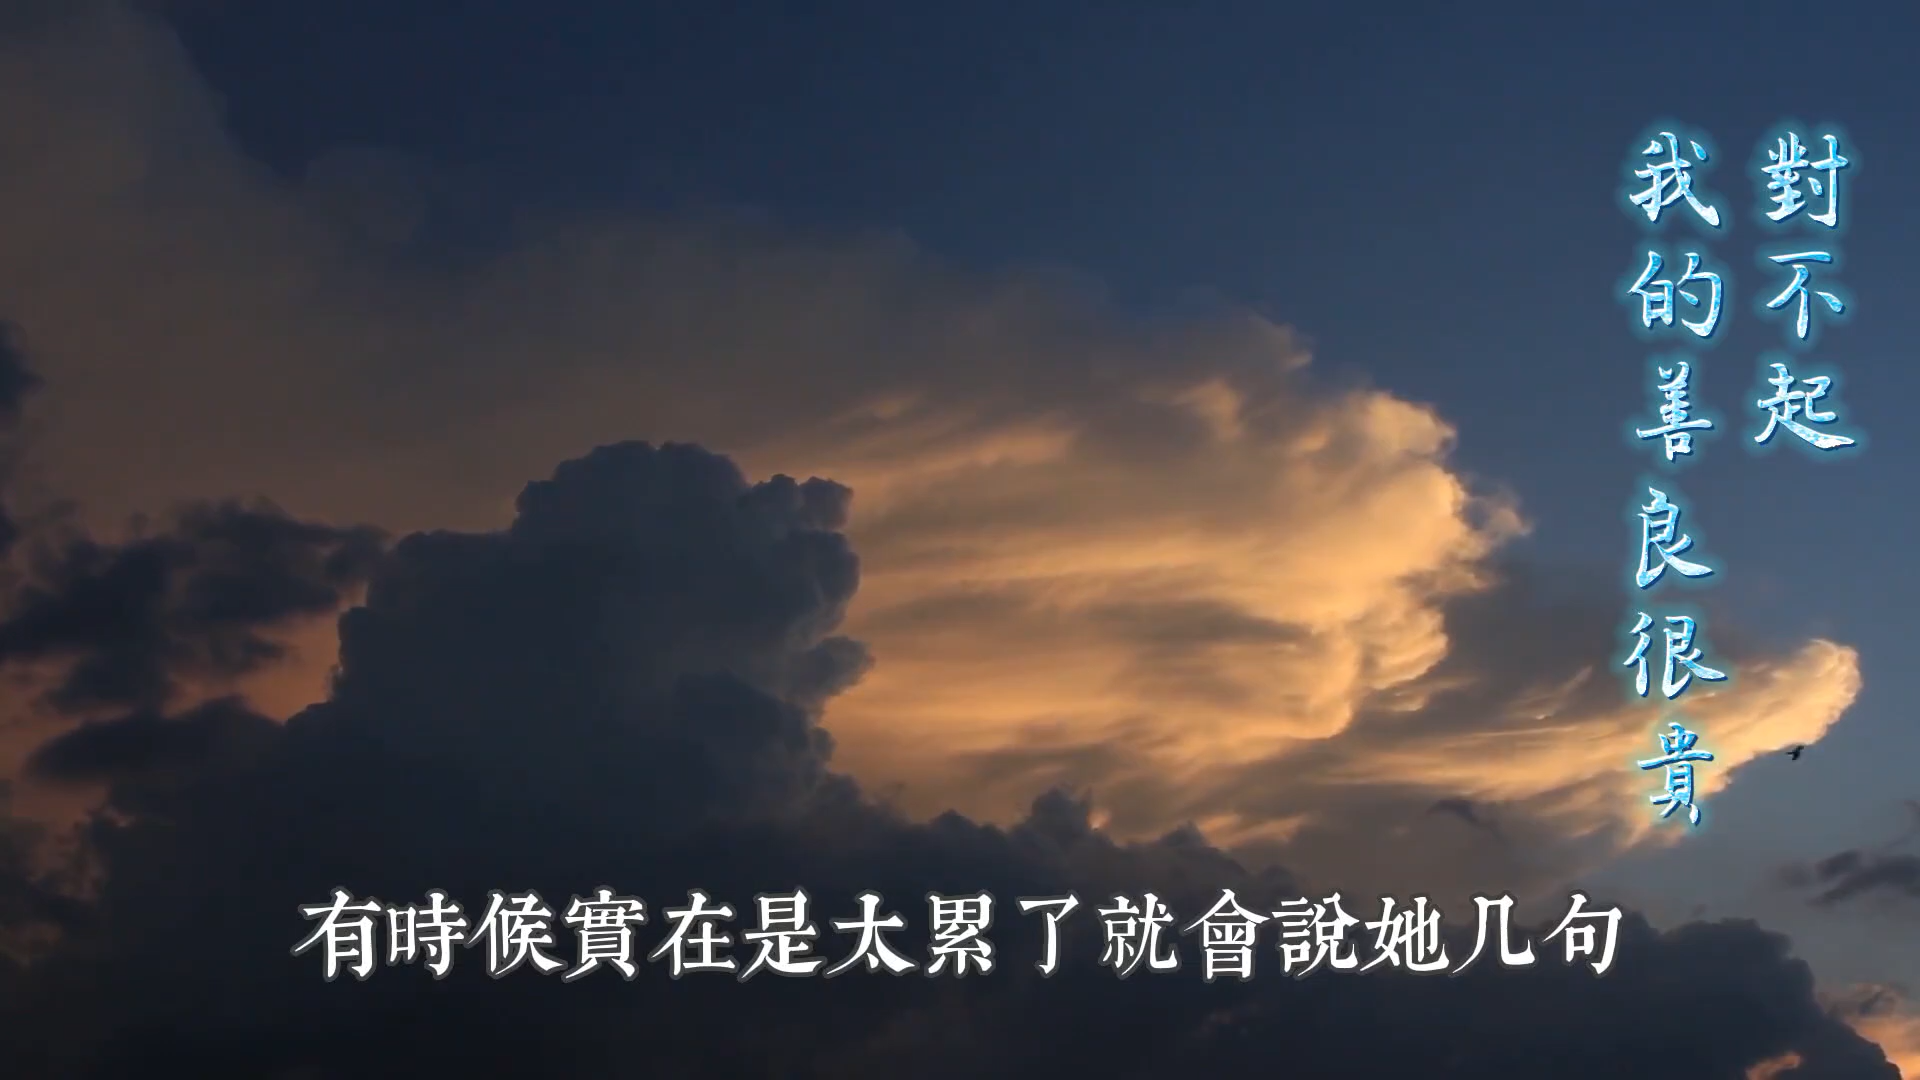 對不起
我的善良很貴
有時候實在是太累了就會說她几句